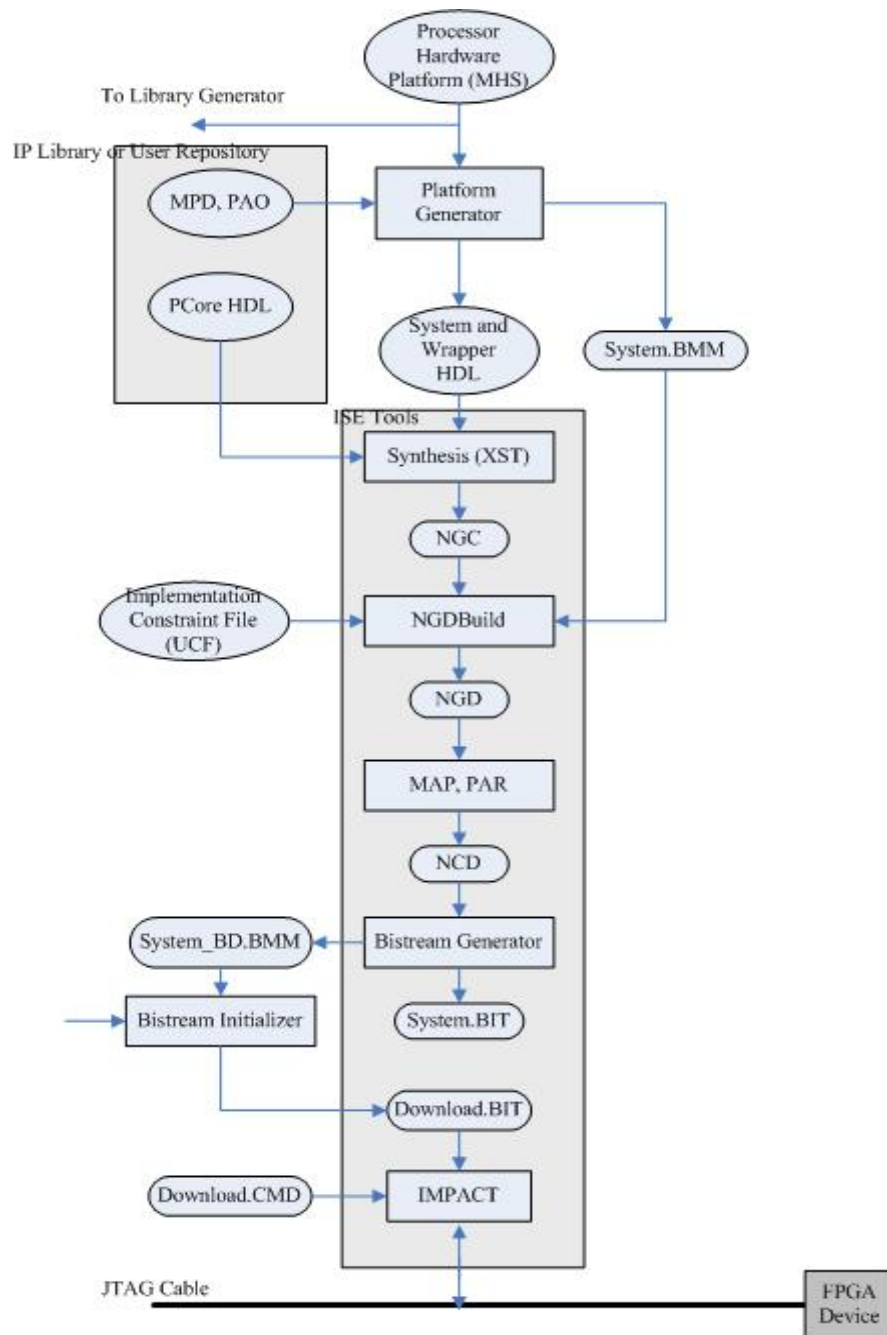 Processor
Hardware
Platform (MHS)
To Library Generator
IP Library or User Repository
MPD, PAO
Platform
Generator
PCore HDL
System and
Wrapper
HDL
System.BMM
ISE Tools
Synthesis (XST)
NGC
Implementation
Constraint File
(UCF)
NGDBuild
NGD
MAP, PAR
NCD
System_BD.BMM
Bistream Generator
Bistream Initializer
System.BIT
Download.BIT
Download.CMD
IMPACT
JTAG Cable
FPGA
Device